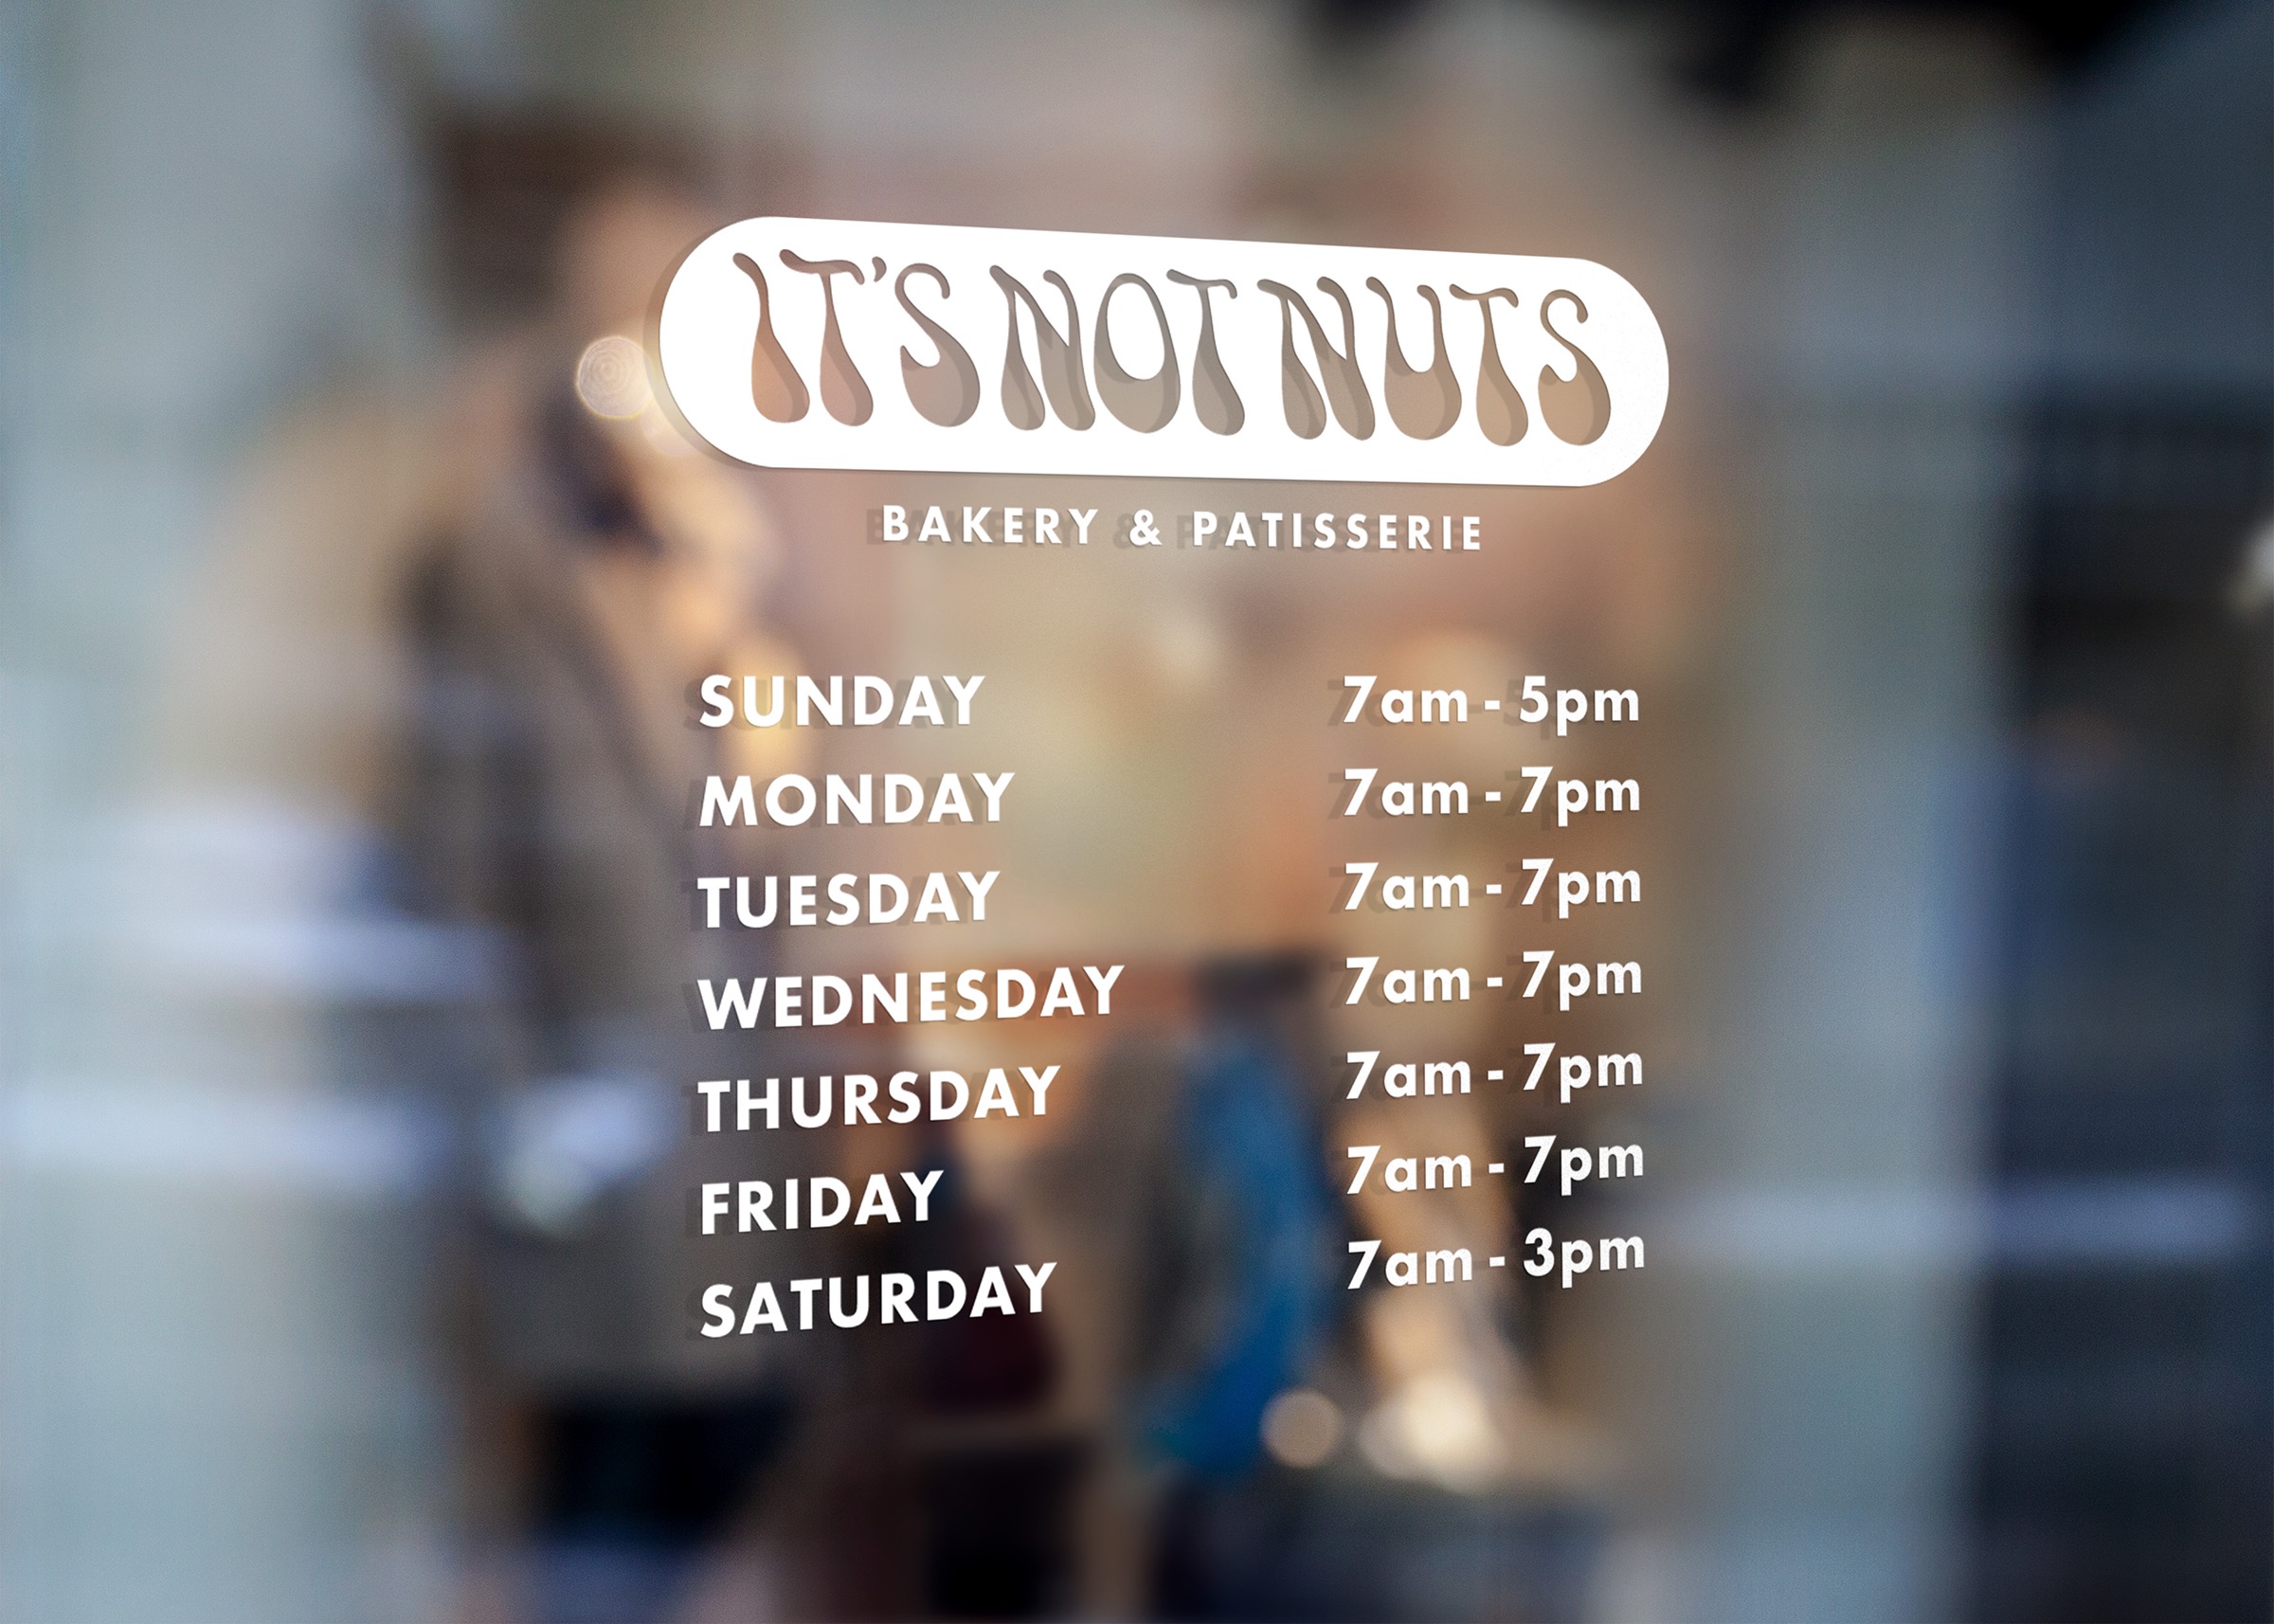 IT'S NOT NUTS
BAKERY & PATISSERIE
SUNDAY 7am - 5pm
MONDAY 7am - 7pm
TUESDAY 7am - 7pm
WEDNESDAY 7am - 7pm
THURSDAY 7am - 7pm
FRIDAY 7am - 7pm
SATURDAY 7am - 3pm